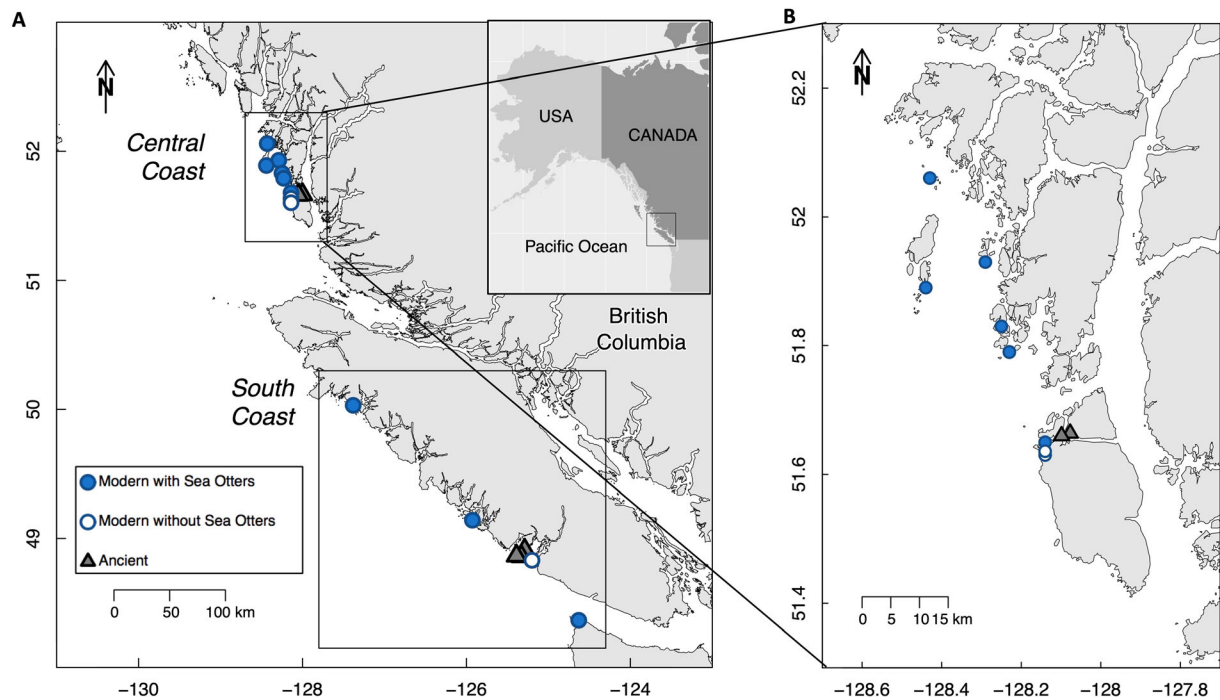 A
N
Central
Coast
USA
CANADA
Pacific Ocean
British
Columbia
South
Coast
Modern with Sea Otters
Modern without Sea Otters
Ancient
0 50 100 km
52
51
50
49
−130 −128 −126 −124
B
N
52.2
52
51.8
51.6
51.4
0 5 10 15 km
−128.6 −128.4 −128.2 −128 −127.8